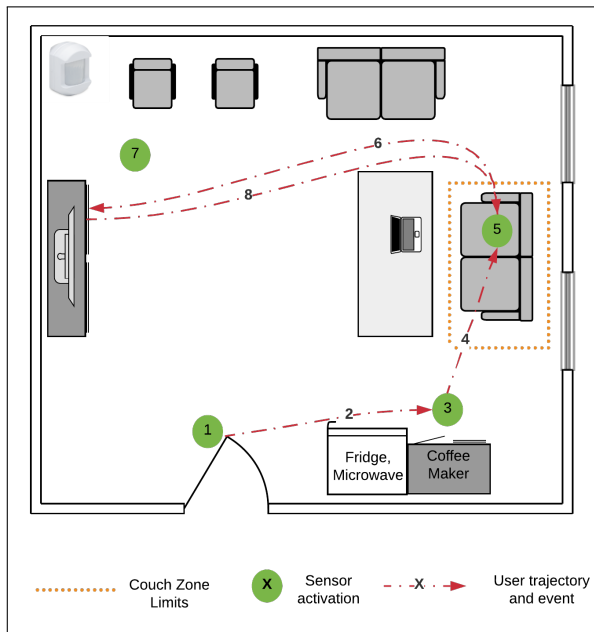 7
6
8
5
4
1
2
3
Fridge,
Microwave
Coffee
Maker
Couch Zone
Limits
X
Sensor
activation
X
User trajectory
and event